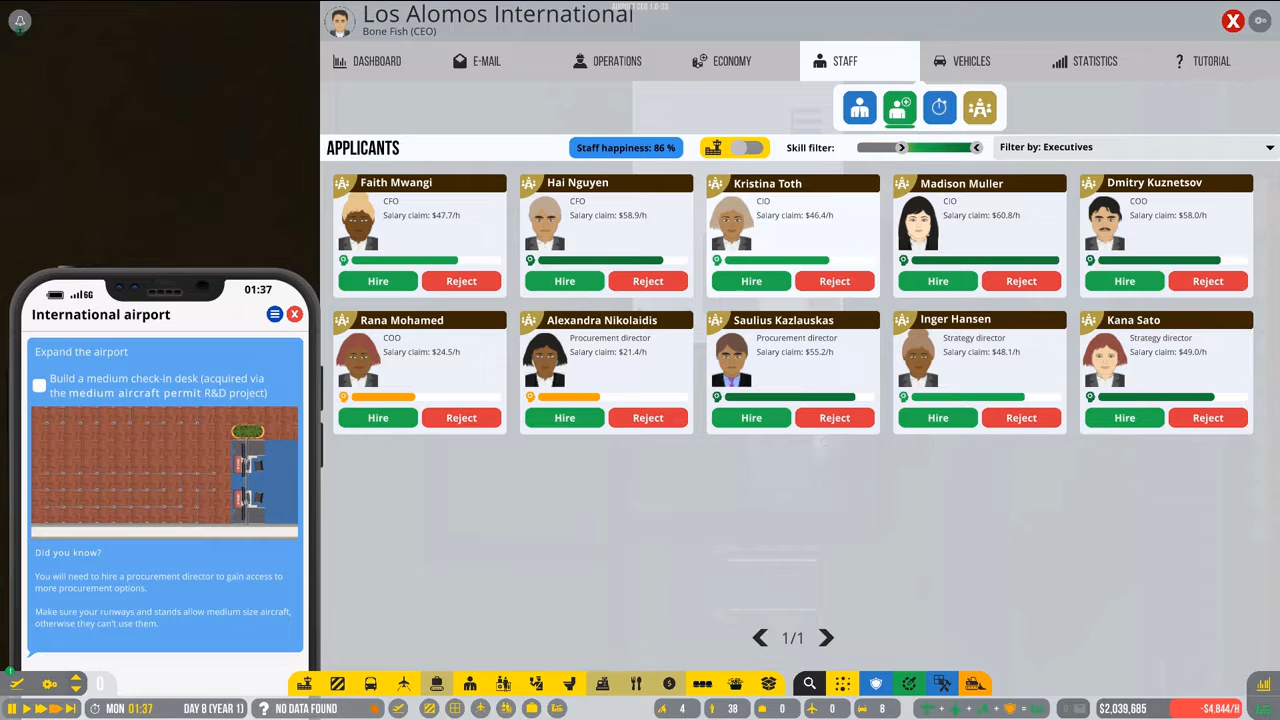 Los Alomos International
Bone Fish (CEO)
DASHBOARD
E-MAIL
OPERATIONS
ECONOMY
STAFF
VEHICLES
STATISTICS
? TUTORIAL
APPLICANTS
Staff happiness: 86 %
Skill filter:
Filter by: Executives
Faith Mwangi
CFO
Salary claim: $47.7/h
Hire
Reject
Hai Nguyen
CFO
Salary claim: $58.9/h
Hire
Reject
Kristina Toth
CIO
Salary claim: $46.4/h
Hire
Reject
Madison Muller
CIO
Salary claim: $60.8/h
Hire
Reject
Dmitry Kuznetsov
COO
Salary claim: $58.0/h
Hire
Reject
Rana Mohamed
COO
Salary claim: $24.5/h
Hire
Reject
Alexandra Nikolaidis
Procurement director
Salary claim: $21.4/h
Hire
Reject
Saulius Kazlauskas
Procurement director
Salary claim: $55.2/h
Hire
Reject
Inger Hansen
Strategy director
Salary claim: $48.1/h
Hire
Reject
Kana Sato
Strategy director
Salary claim: $49.0/h
Hire
Reject
1/1
6G
01:37
International airport
Expand the airport
Build a medium check-in desk (acquired via
the medium aircraft permit R&D project)
Did you know?
You will need to hire a procurement director to gain access to
more procurement options.
Make sure your runways and stands allow medium size aircraft,
otherwise they can't use them.
0
MON 01:37
DAY 8 (YEAR 1)
? NO DATA FOUND
4
38
0
0
8
$2,039,685
-$4,844/H